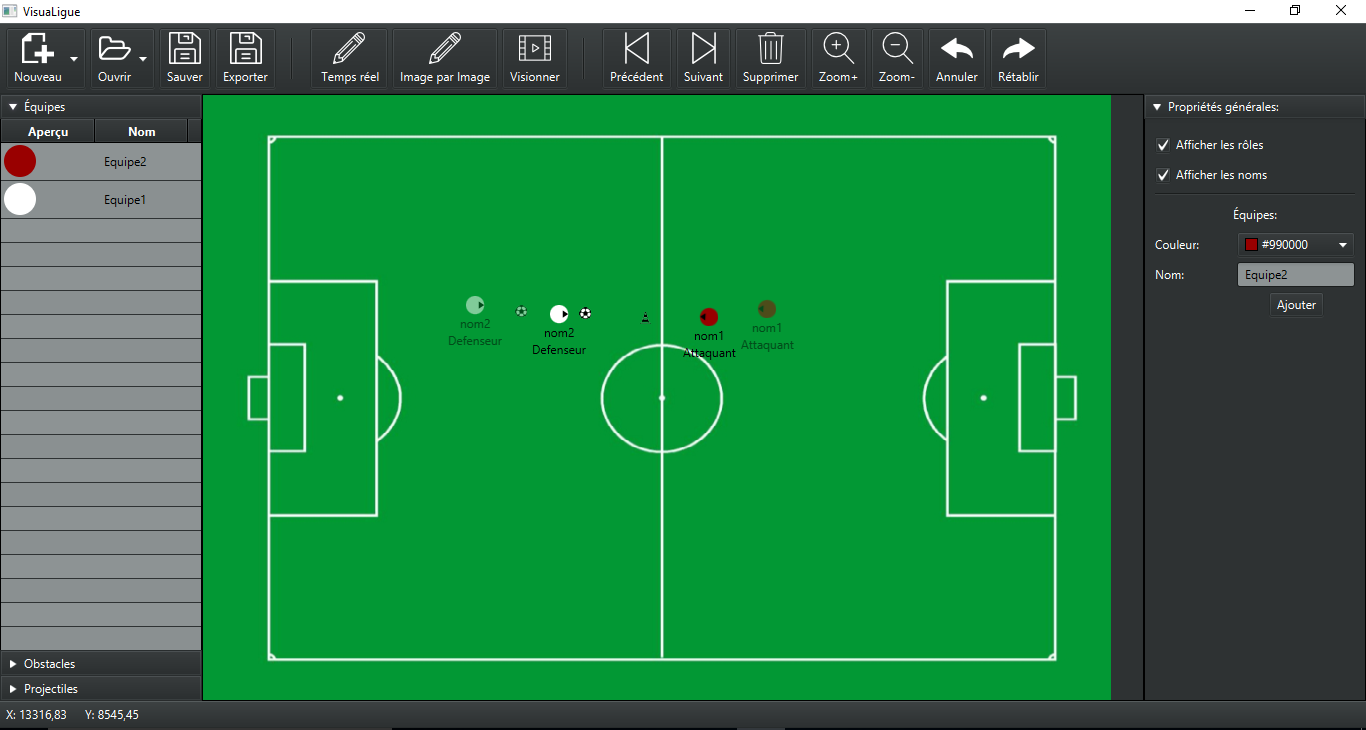 VisuaLigue
Nouveau Ouvrir Sauver Exporter Temps réel Image par Image Visionner Précédent Suivant Supprimer Zoom+ Zoom- Annuler Rétablir
Équipes
Aperçu Nom
Equipe2
Equipe1
Obstacles
Projectiles
nom2
Defenseur
nom2
Defenseur
nom1
Attaquant
nom1
Attaquant
Propriétés générales:
Afficher les rôles
Afficher les noms
Équipes:
Couleur: #990000
Nom: Equipe2
Ajouter
X: 13316,83 Y: 8545,45